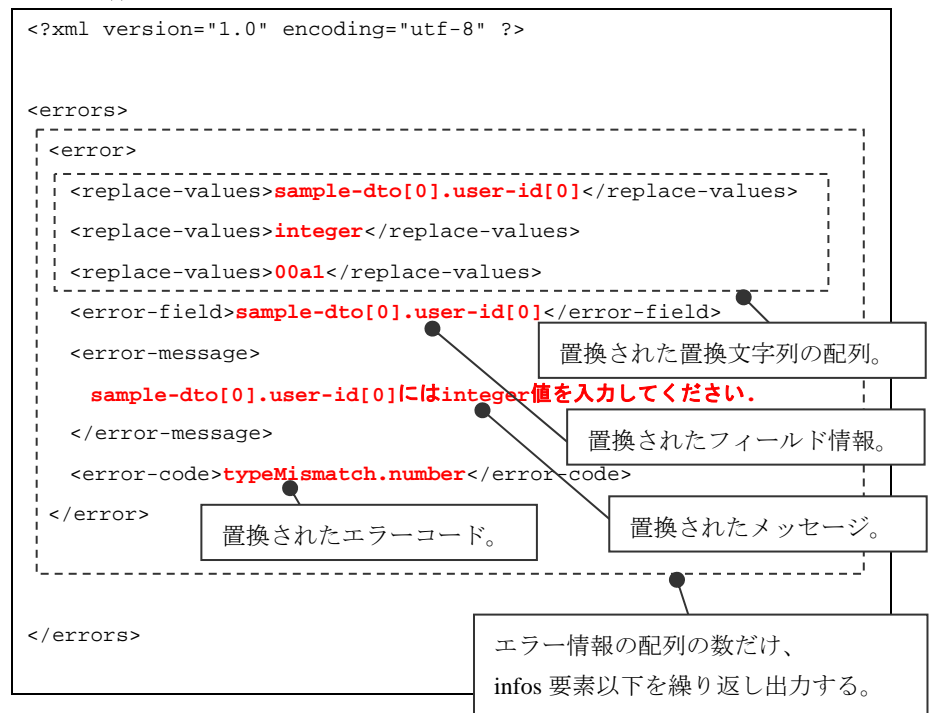 <?xml version="1.0" encoding="utf-8" ?>
<errors>
<error>
<replace-values>sample-dto[0].user-id[0]</replace-values>
<replace-values>integer</replace-values>
<replace-values>00a1</replace-values>
<error-field>sample-dto[0].user-id[0]</error-field>
置換された置換文字列の配列。
<error-message>
sample-dto[0].user-id[0]にはinteger値を入力してください.
</error-message>
置換されたフィールド情報。
<error-code>typeMismatch.number</error-code>
</error>
置換されたエラーコード。
置換されたメッセージ。
</errors>
エラー情報の配列の数だけ、
infos 要素以下を繰り返し出力する。